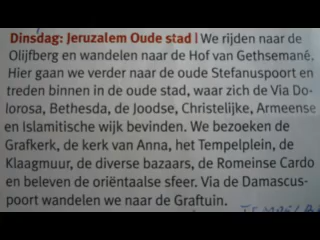 Dinsdag: Jeruzalem Oude stad | We rijden naar de
Olijfberg en wandelen naar de Hof van Gethsemané.
Hier gaan we verder naar de oude Stefanuspoort en
treden binnen in de oude stad, waar zich de Via Do-
lorosa, Bethesda, de Joodse, Christelijke, Armeense
en Islamitische wijk bevinden. We bezoeken de
Grafkerk, de kerk van Anna, het Tempelplein, de
Klaagmuur, de diverse bazaars, de Romeinse Cardo
en beleven de oriëntaalse sfeer. Via de Damascus-
poort wandelen we naar de Graftuin.